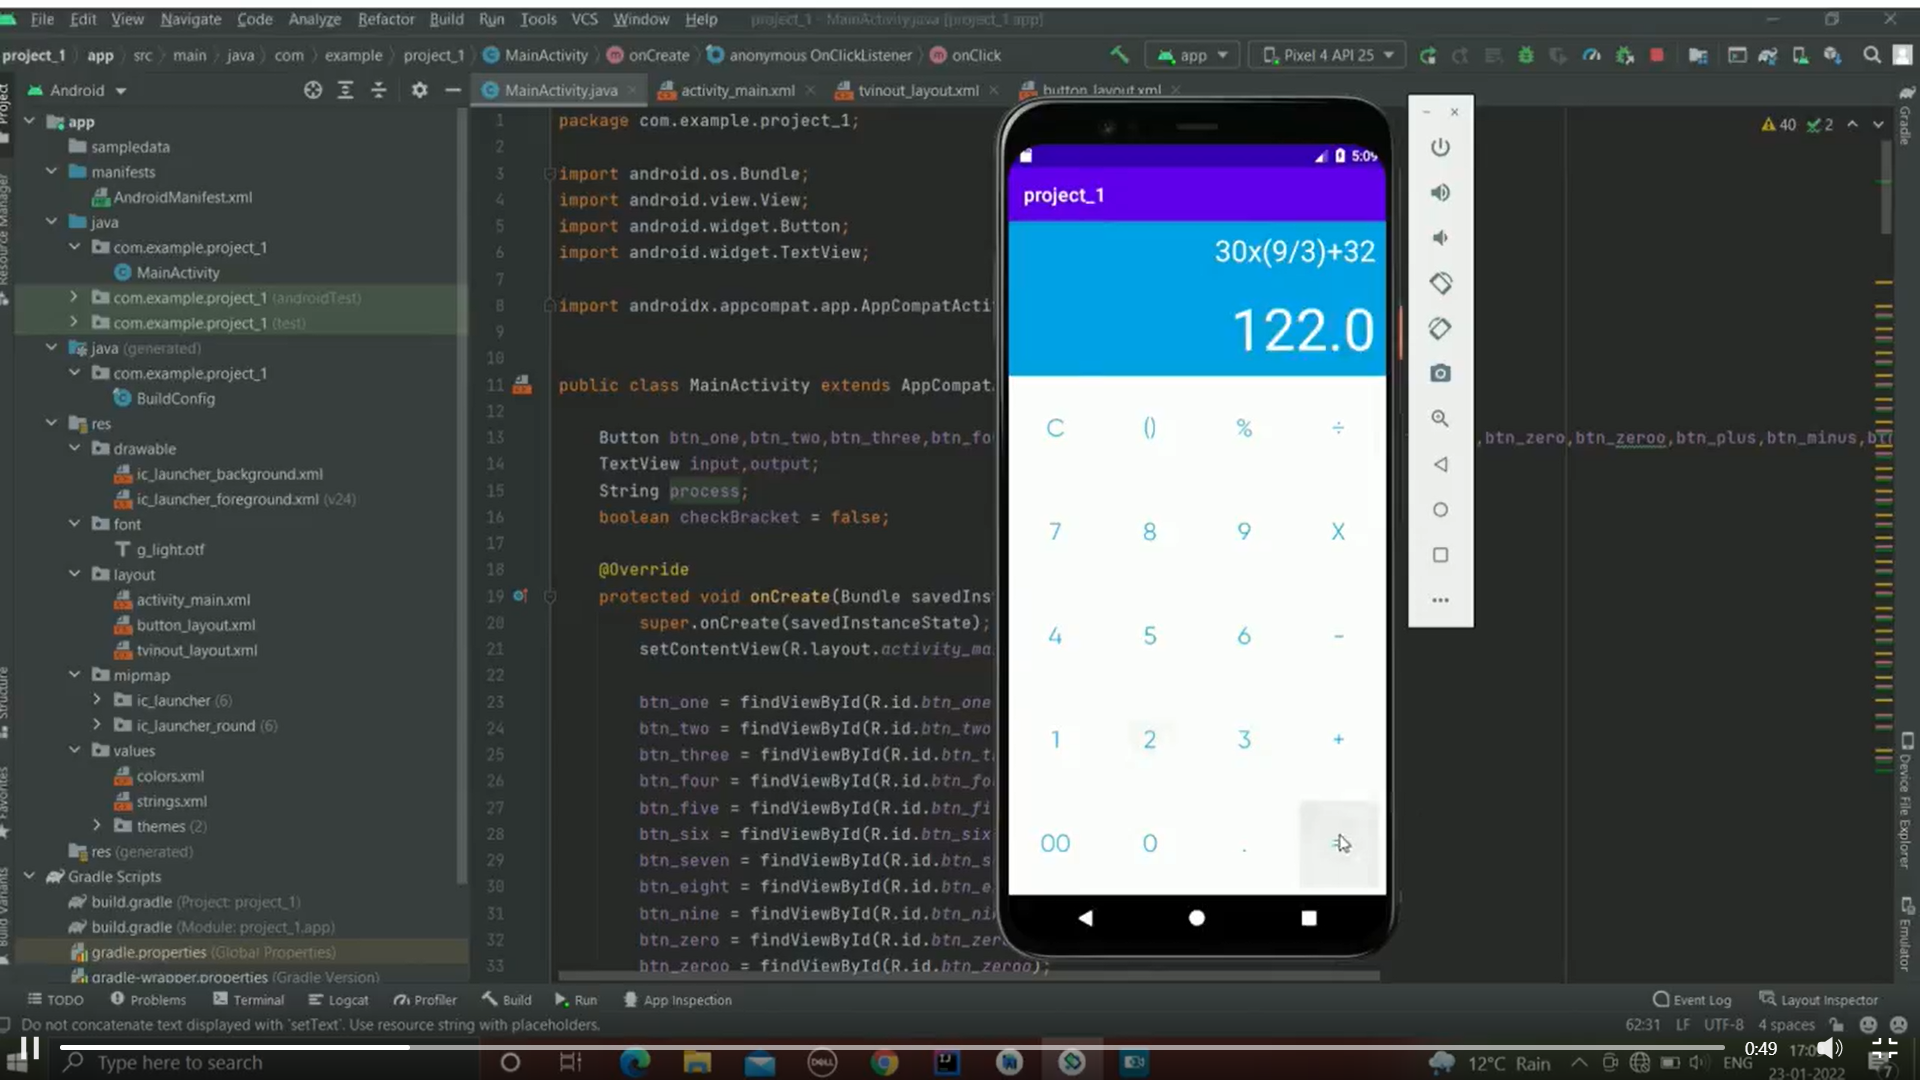 File Edit View Navigate Code Analyze Refactor Build Run Tools VCS Window Help project_1 - MainActivity.java [project_1.app]
project_1 app src main java com example project_1 MainActivity onCreate anonymous OnClickListener onClick app Pixel 4 API 25
Android
MainActivity.java activity_main.xml tvinout_layout.xml button_layout.xml
Project
Resource Manager
Structure
Favorites
Build Variants
app
sampledata
manifests
AndroidManifest.xml
java
com.example.project_1
MainActivity
com.example.project_1 (androidTest)
com.example.project_1 (test)
java (generated)
com.example.project_1
BuildConfig
res
drawable
ic_launcher_background.xml
ic_launcher_foreground.xml (v24)
font
g_light.otf
layout
activity_main.xml
button_layout.xml
tvinout_layout.xml
mipmap
ic_launcher (6)
ic_launcher_round (6)
values
colors.xml
strings.xml
themes (2)
res (generated)
Gradle Scripts
build.gradle (Project: project_1)
build.gradle (Module: project_1.app)
gradle.properties (Global Properties)
gradle-wrapper.properties (Gradle Version)
1 package com.example.project_1;
2
3 import android.os.Bundle;
4 import android.view.View;
5 import android.widget.Button;
6 import android.widget.TextView;
7
8 import androidx.appcompat.app.AppCompatActi
9
10
11 public class MainActivity extends AppCompat
12
13 Button btn_one,btn_two,btn_three,btn_fo ,btn_zero,btn_zeroo,btn_plus,btn_minus,bt
14 TextView input,output;
15 String process;
16 boolean checkBracket = false;
17
18 @Override
19 protected void onCreate(Bundle savedIns
20 super.onCreate(savedInstanceState);
21 setContentView(R.layout.activity_ma
22
23 btn_one = findViewById(R.id.btn_one
24 btn_two = findViewById(R.id.btn_two
25 btn_three = findViewById(R.id.btn_t
26 btn_four = findViewById(R.id.btn_fo
27 btn_five = findViewById(R.id.btn_fi
28 btn_six = findViewById(R.id.btn_six
29 btn_seven = findViewById(R.id.btn_s
30 btn_eight = findViewById(R.id.btn_e
31 btn_nine = findViewById(R.id.btn_ni
32 btn_zero = findViewById(R.id.btn_zer
33 btn_zeroo = findViewById(R.id.btn_zeroo);
40 2
5:09
project_1
30x(9/3)+32
122.0
C () % ÷
7 8 9 X
4 5 6 -
1 2 3 +
00 0 .
Gradle
Device File Explorer
Emulator
TODO Problems Terminal Logcat Profiler Build Run App Inspection Event Log Layout Inspector
Do not concatenate text displayed with 'setText'. Use resource string with placeholders. 62:31 LF UTF-8 4 spaces
0:49
Type here to search DELL 12°C Rain ENG
23-01-2022 7